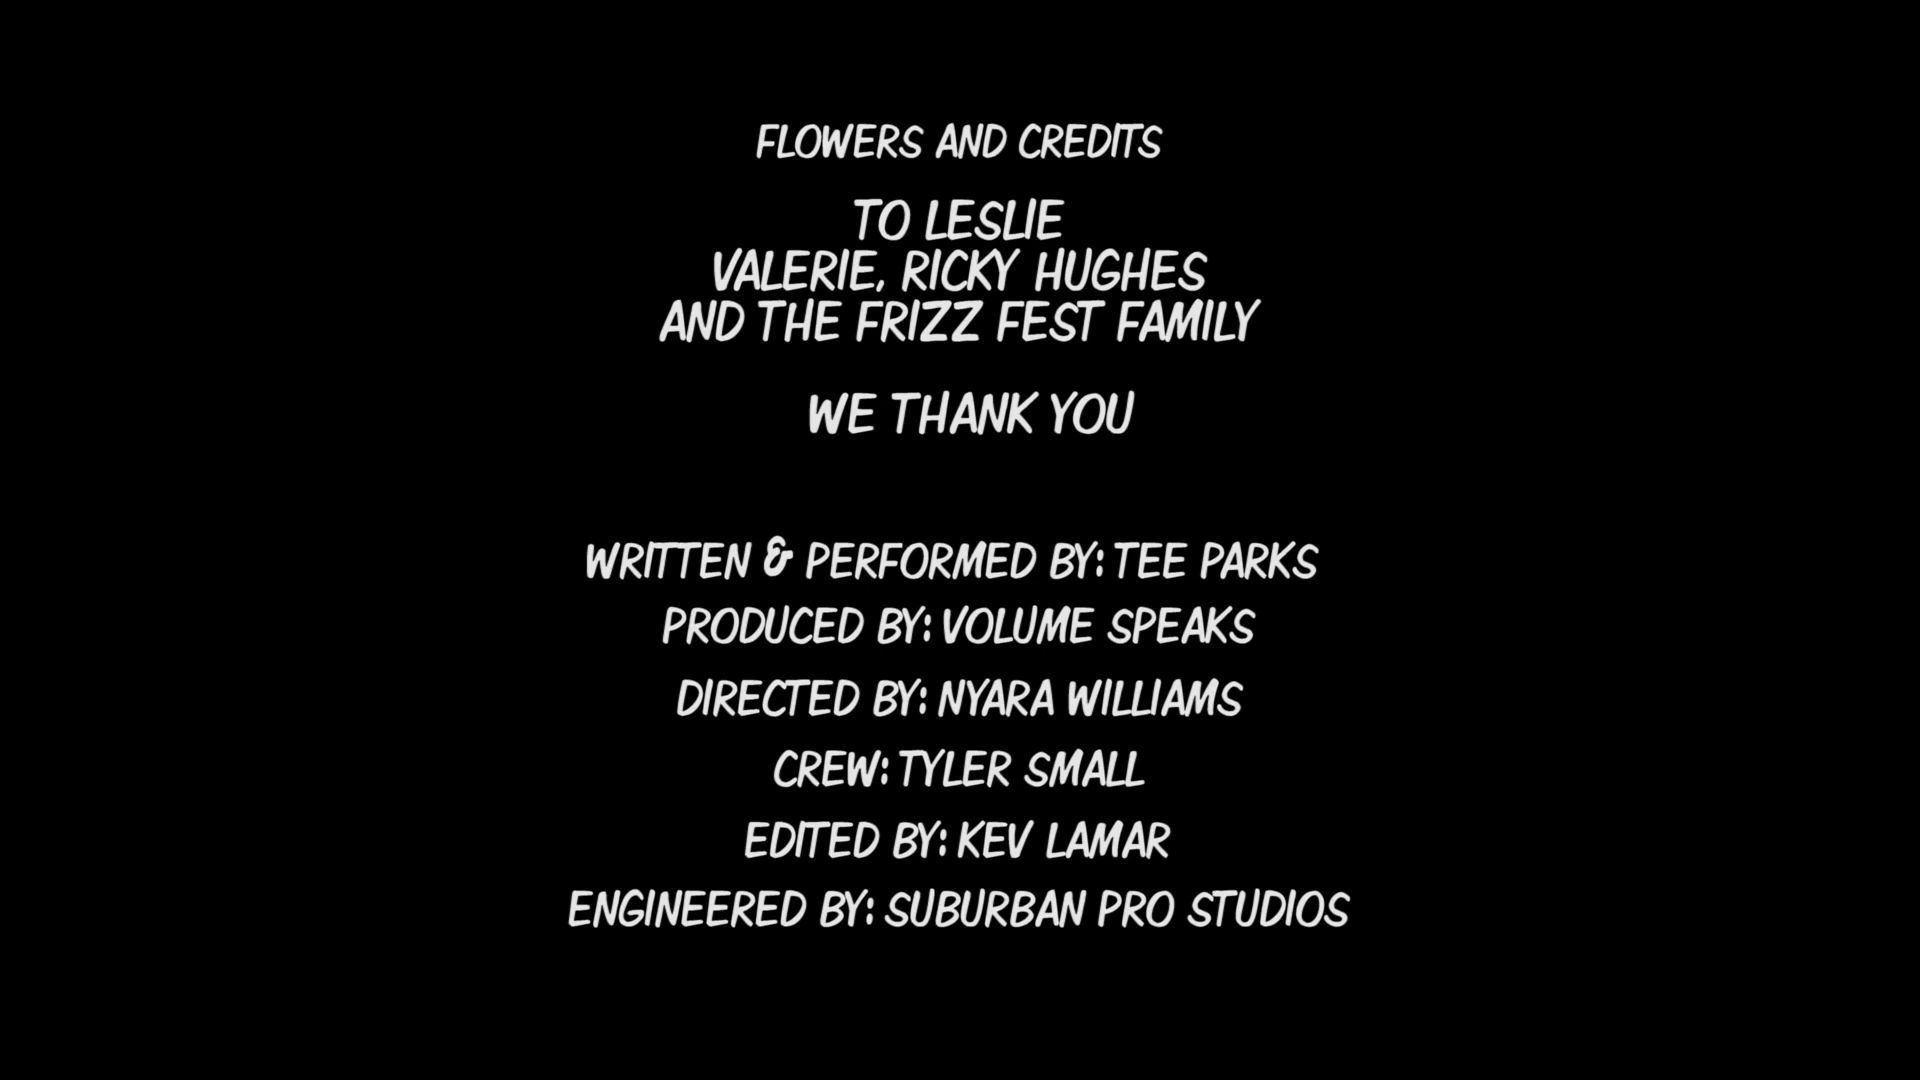 FLOWERS AND CREDITS
TO LESLIE
VALERIE, RICKY HUGHES
AND THE FRIZZ FEST FAMILY
WE THANK YOU
WRITTEN & PERFORMED BY: TEE PARKS
PRODUCED BY: VOLUME SPEAKS
DIRECTED BY: NYARA WILLIAMS
CREW: TYLER SMALL
EDITED BY: KEV LAMAR
ENGINEERED BY: SUBURBAN PRO STUDIOS